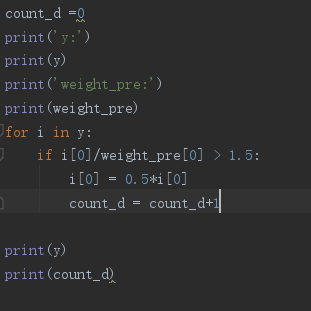 count_d =0
print('y:')
print(y)
print('weight_pre:')
print(weight_pre)
for i in y:
    if i[0]/weight_pre[0] > 1.5:
        i[0] = 0.5*i[0]
        count_d = count_d+1
print(y)
print(count_d)